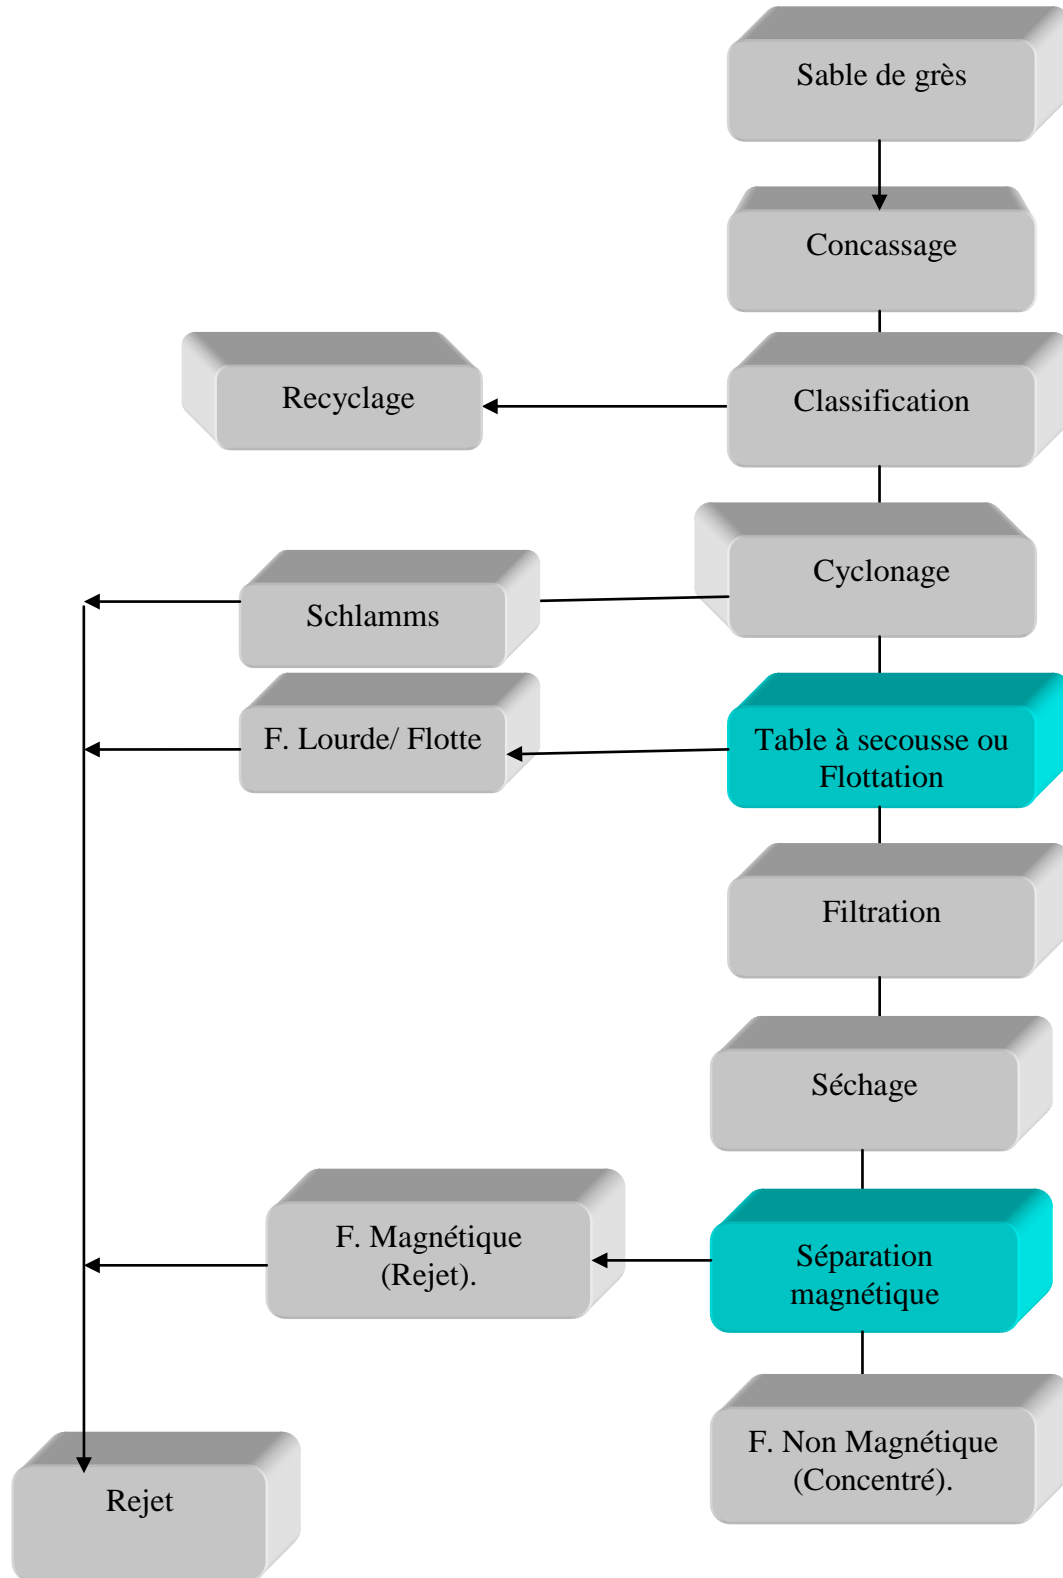 Sable de grès
Concassage
Recyclage
Classification
Cyclonage
Schlamms
F. Lourde/ Flotte
Table à secousse ou
Flottation
Filtration
Séchage
F. Magnétique
(Rejet).
Séparation
magnétique
F. Non Magnétique
(Concentré).
Rejet